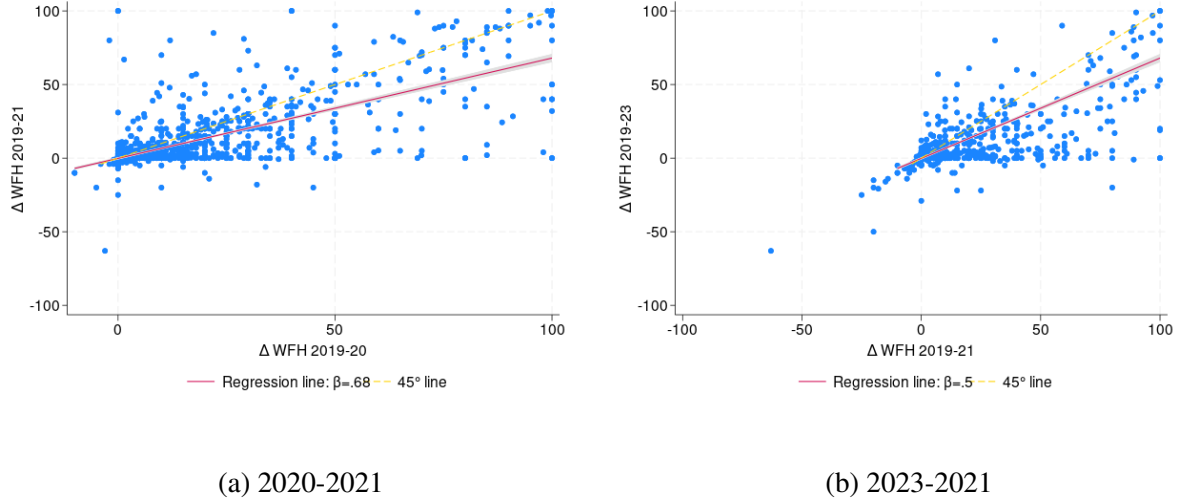 100
50
0
-50
-100
Δ WFH 2019-21
0
50
100
Δ WFH 2019-20
Regression line: β=.68
45° line
100
50
0
-50
-100
Δ WFH 2019-23
-100
-50
0
50
100
Δ WFH 2019-21
Regression line: β=.5
45° line
(a) 2020-2021
(b) 2023-2021